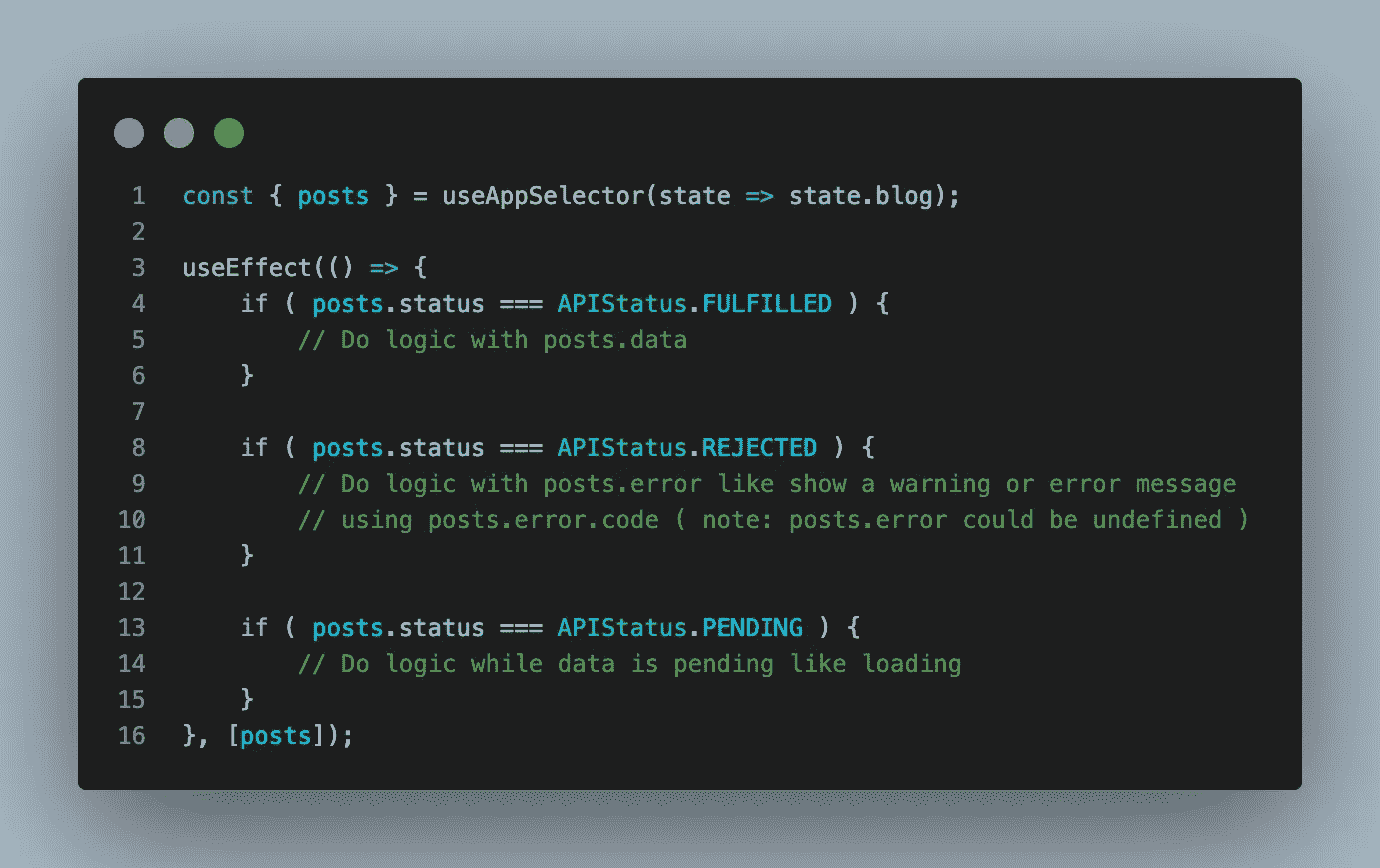 1 const { posts } = useAppSelector(state => state.blog);
2
3 useEffect(() => {
4     if ( posts.status === APIStatus.FULFILLED ) {
5         // Do logic with posts.data
6     }
7
8     if ( posts.status === APIStatus.REJECTED ) {
9         // Do logic with posts.error like show a warning or error message
10         // using posts.error.code ( note: posts.error could be undefined )
11     }
12
13     if ( posts.status === APIStatus.PENDING ) {
14         // Do logic while data is pending like loading
15     }
16 }, [posts]);